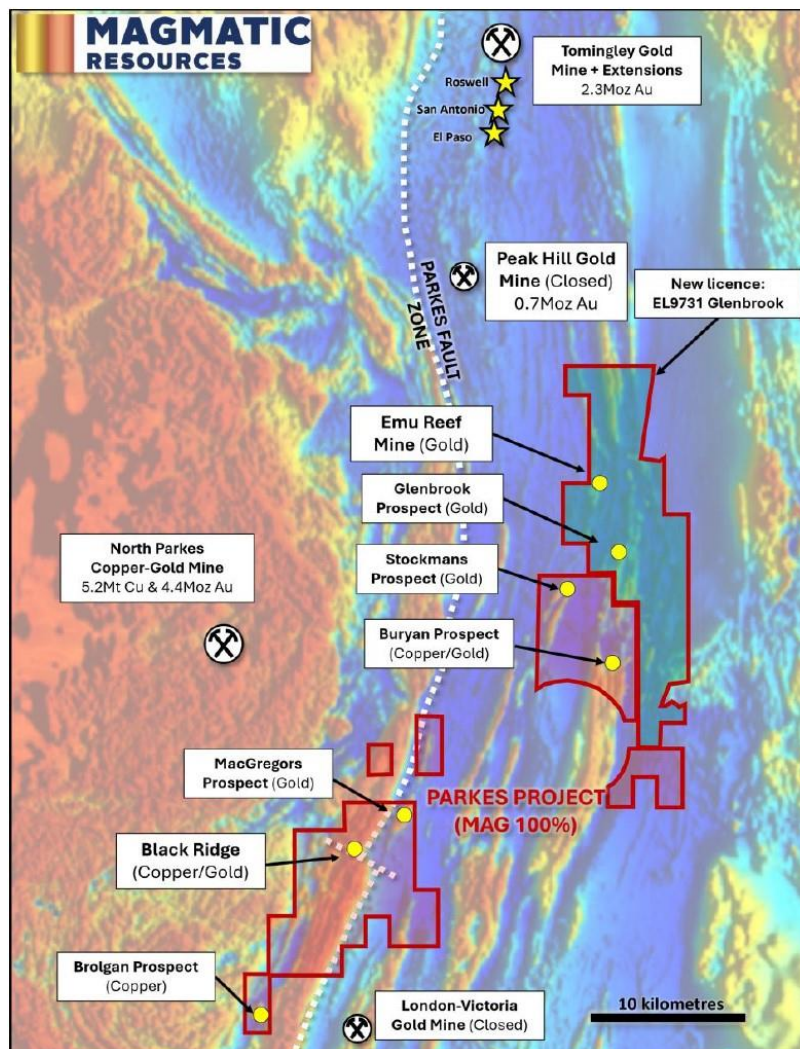 MAGMATIC
RESOURCES
Tomingley Gold
Mine + Extensions
2.3Moz Au
Roswell
San Antonio
El Paso
PARKES FAULT
ZONE
Peak Hill Gold
Mine (Closed)
0.7Moz Au
New licence:
EL9731 Glenbrook
Emu Reef
Mine (Gold)
Glenbrook
Prospect (Gold)
North Parkes
Copper-Gold Mine
5.2Mt Cu & 4.4Moz Au
Stockmans
Prospect (Gold)
Buryan Prospect
(Copper/Gold)
MacGregors
Prospect (Gold)
PARKES PROJECT
(MAG 100%)
Black Ridge
(Copper/Gold)
Brolgan Prospect
(Copper)
London-Victoria
Gold Mine (Closed)
10 kilometres